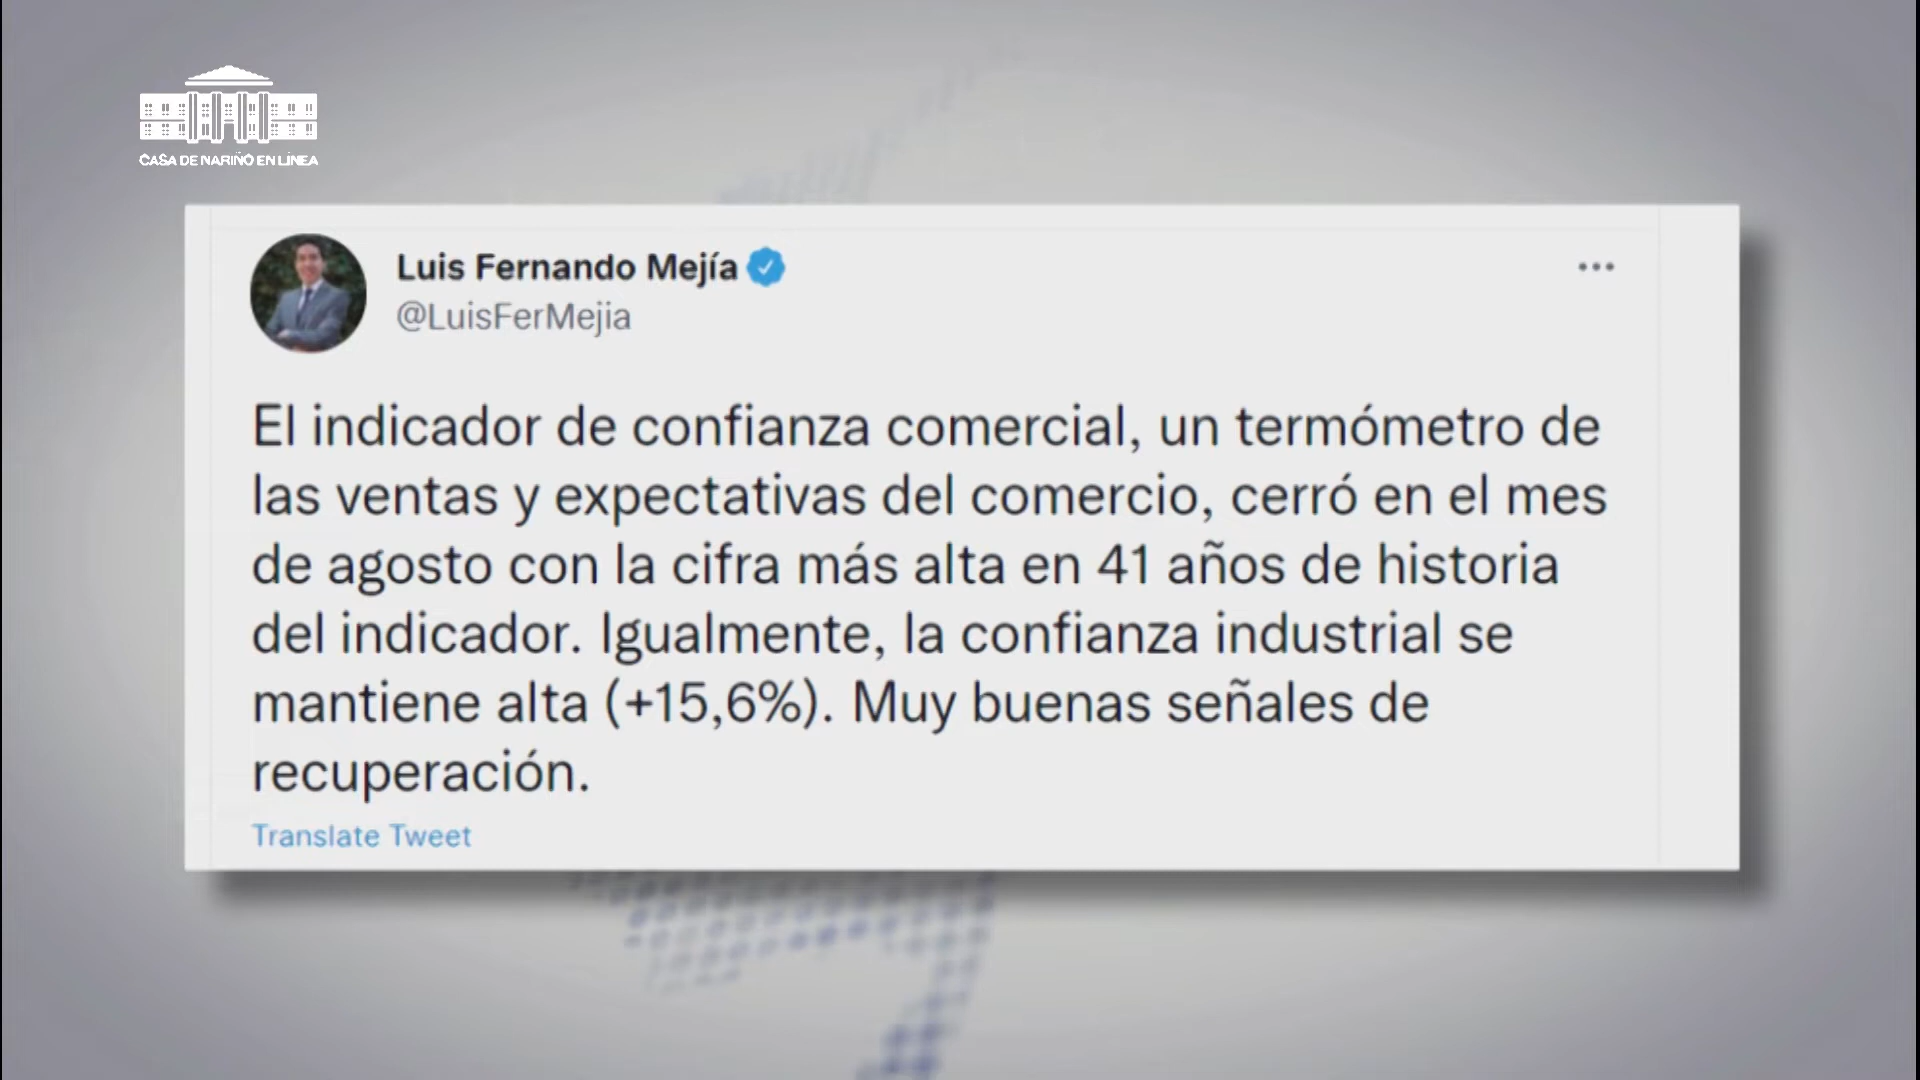 CASA DE NARIÑO EN LÍNEA
Luis Fernando Mejía
@LuisFerMejia
El indicador de confianza comercial, un termómetro de
las ventas y expectativas del comercio, cerró en el mes
de agosto con la cifra más alta en 41 años de historia
del indicador. Igualmente, la confianza industrial se
mantiene alta (+15,6%). Muy buenas señales de
recuperación.
Translate Tweet